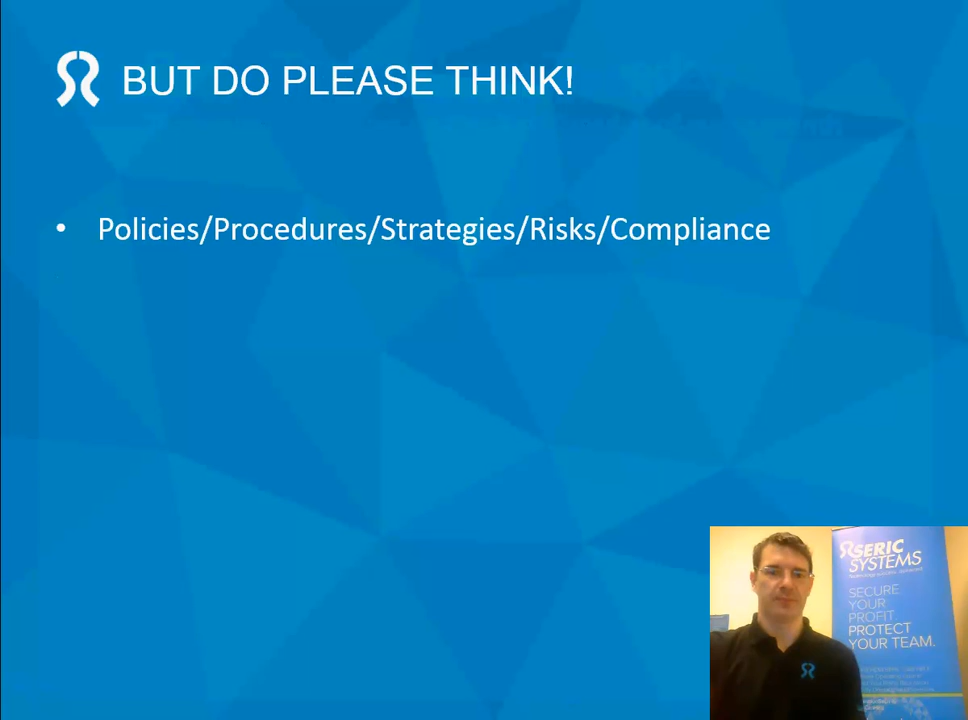 BUT DO PLEASE THINK!
• Policies/Procedures/Strategies/Risks/Compliance
SERIC
SYSTEMS
SECURE
YOUR
PROFIT
PROTECT
YOUR TEAM.